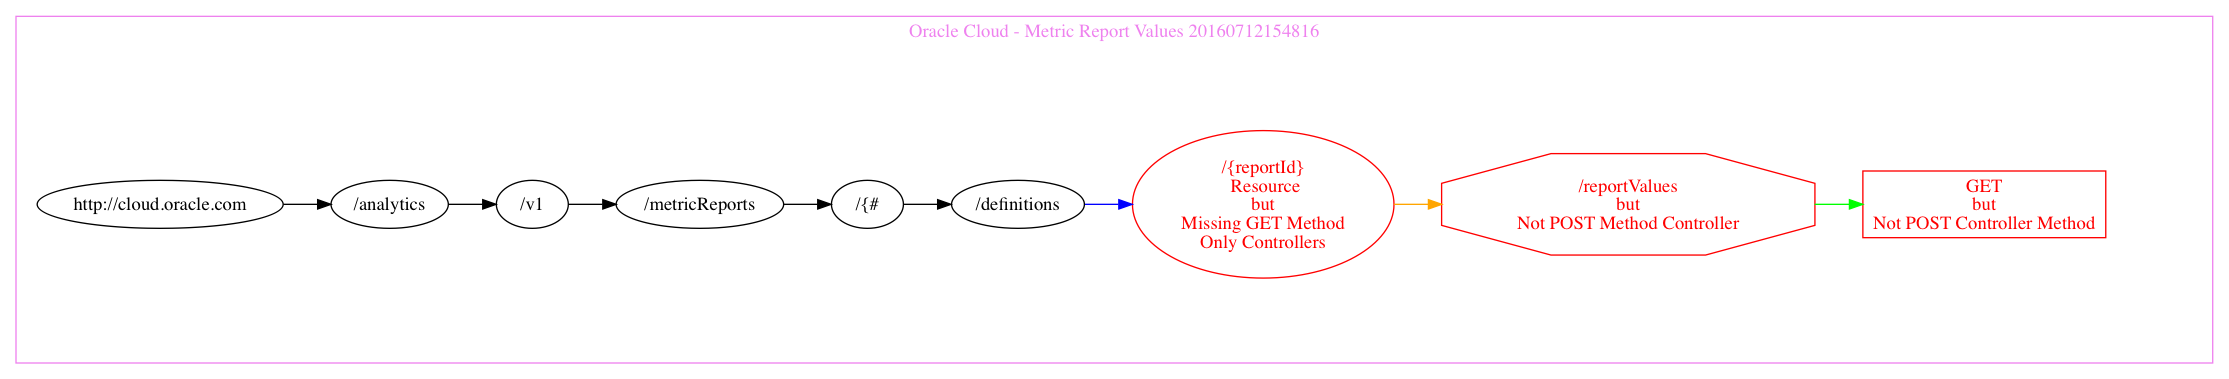 Oracle Cloud - Metric Report Values 20160712154816
http://cloud.oracle.com
/analytics
/v1
/metricReports
/{#
/definitions
/{reportId}
Resource
but
Missing GET Method
Only Controllers
/reportValues
but
Not POST Method Controller
GET
but
Not POST Controller Method